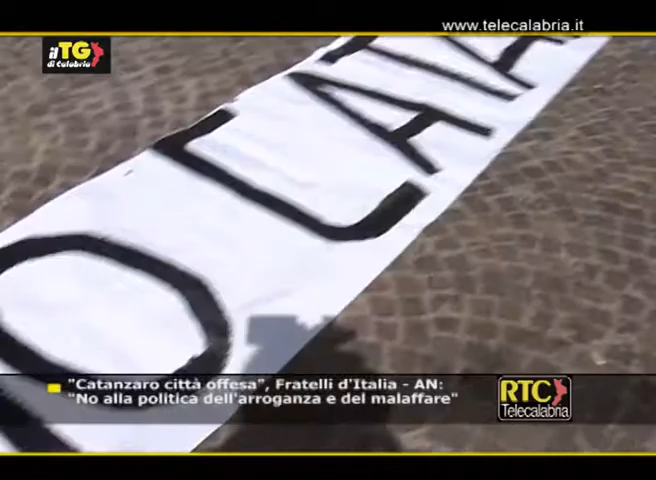 www.telecalabria.it
il TG
di Calabria
"Catanzaro città offesa", Fratelli d'Italia - AN:
"No alla politica dell'arroganza e del malaffare"
RTC
Telecalabria